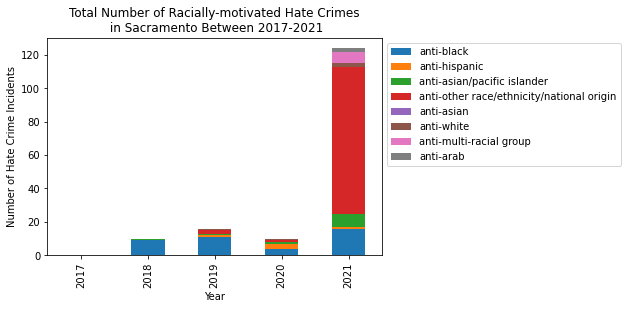 Total Number of Racially-motivated Hate Crimes
in Sacramento Between 2017-2021
Number of Hate Crime Incidents
120
100
80
60
40
20
0
2017
2018
2019
2020
2021
Year
anti-black
anti-hispanic
anti-asian/pacific islander
anti-other race/ethnicity/national origin
anti-asian
anti-white
anti-multi-racial group
anti-arab